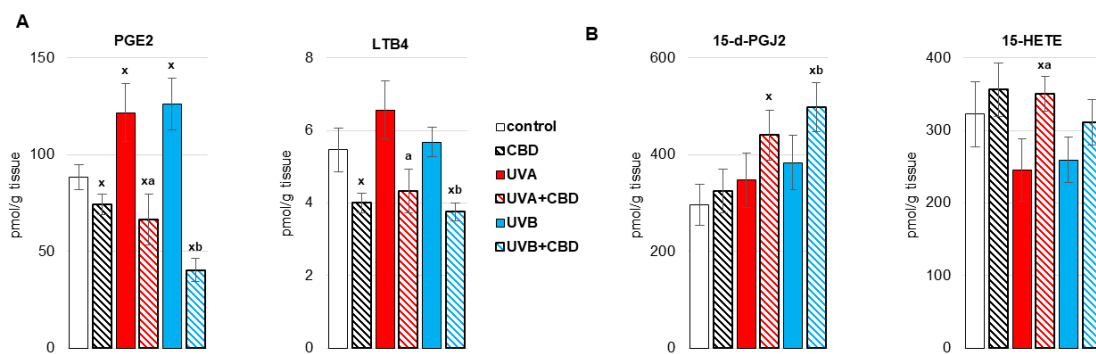 A
PGE2
150
100
50
0
pmol/g tissue
x
x
xa
x
xb
LTB4
8
6
4
2
0
pmol/g tissue
x
a
xb
control
CBD
UVA
UVA+CBD
UVB
UVB+CBD
B
15-d-PGJ2
600
400
200
0
pmol/g tissue
x
xb
15-HETE
400
300
200
100
0
pmol/g tissue
xa